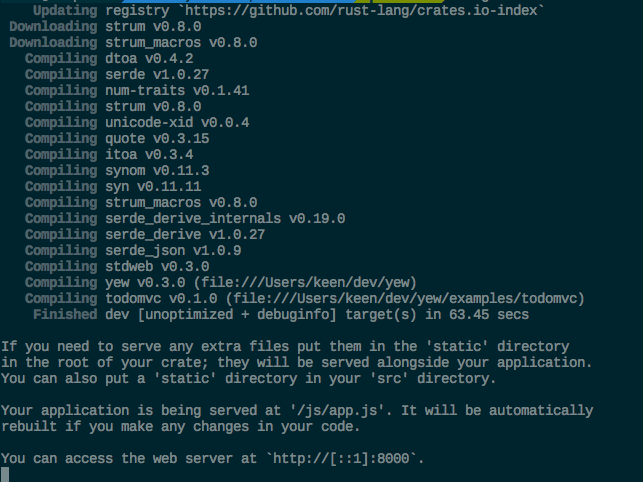 Updating registry `https://github.com/rust-lang/crates.io-index`
Downloading strum v0.8.0
Downloading strum_macros v0.8.0
Compiling dtoa v0.4.2
Compiling serde v1.0.27
Compiling num-traits v0.1.41
Compiling strum v0.8.0
Compiling unicode-xid v0.0.4
Compiling quote v0.3.15
Compiling itoa v0.3.4
Compiling synom v0.11.3
Compiling syn v0.11.11
Compiling strum_macros v0.8.0
Compiling serde_derive_internals v0.19.0
Compiling serde_derive v1.0.27
Compiling serde_json v1.0.9
Compiling stdweb v0.3.0
Compiling yew v0.3.0 (file:///Users/keen/dev/yew)
Compiling todomvc v0.1.0 (file:///Users/keen/dev/yew/examples/todomvc)
Finished dev [unoptimized + debuginfo] target(s) in 63.45 secs
If you need to serve any extra files put them in the 'static' directory
in the root of your crate; they will be served alongside your application.
You can also put a 'static' directory in your 'src' directory.
Your application is being served at '/js/app.js'. It will be automatically
rebuilt if you make any changes in your code.
You can access the web server at `http://[::1]:8000`.